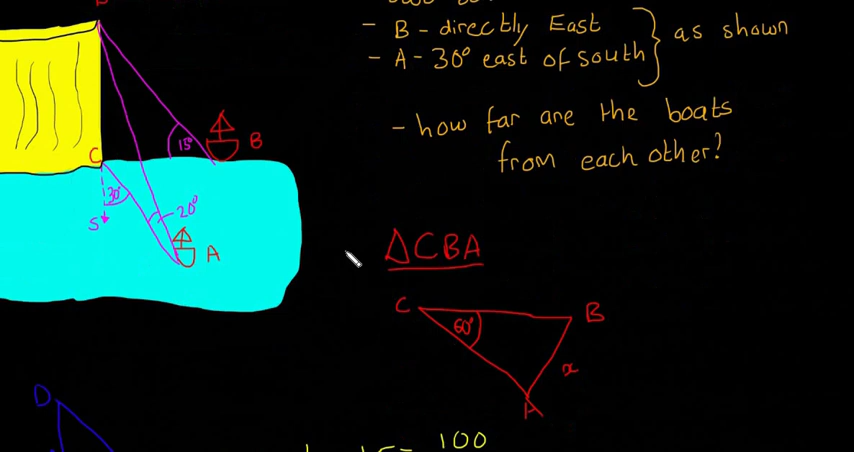 - B - directly East
- A - 30° east of south
as shown
- how far are the boats
from each other?
15°
B
C
30°
S
20°
A
△CBA
C
60°
B
x
A
D
100